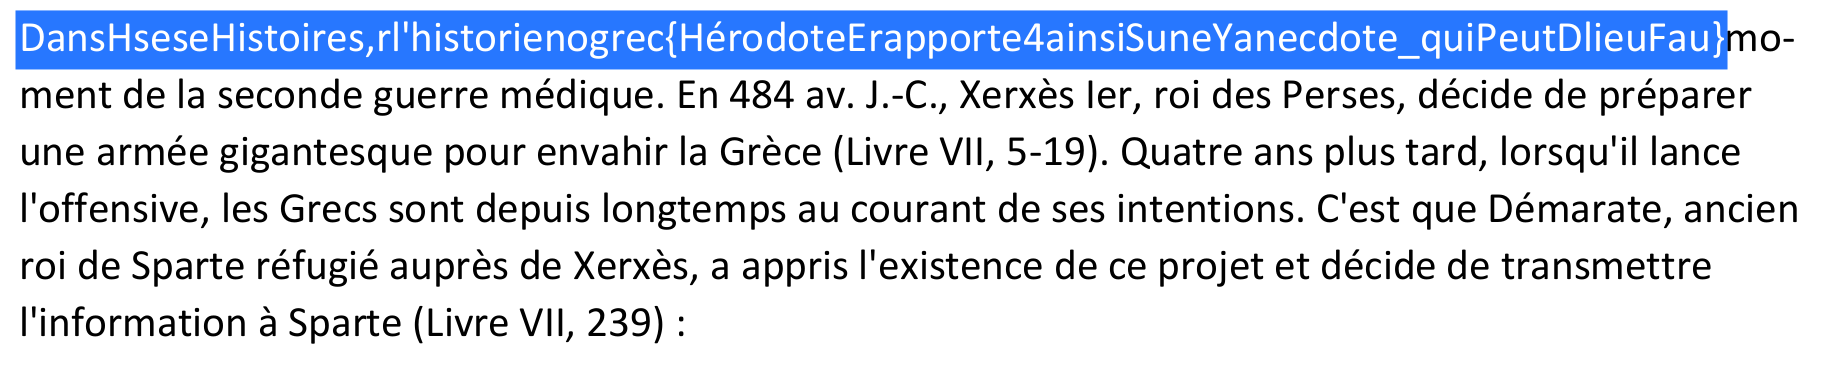 DansHseseHistoires,rl'historienogrec{HérodoteErapporte4ainsiSuneYanecdote_quiPeutDlieuFau}mo-
ment de la seconde guerre médique. En 484 av. J.-C., Xerxès Ier, roi des Perses, décide de préparer
une armée gigantesque pour envahir la Grèce (Livre VII, 5-19). Quatre ans plus tard, lorsqu'il lance
l'offensive, les Grecs sont depuis longtemps au courant de ses intentions. C'est que Démarate, ancien
roi de Sparte réfugié auprès de Xerxès, a appris l'existence de ce projet et décide de transmettre
l'information à Sparte (Livre VII, 239) :